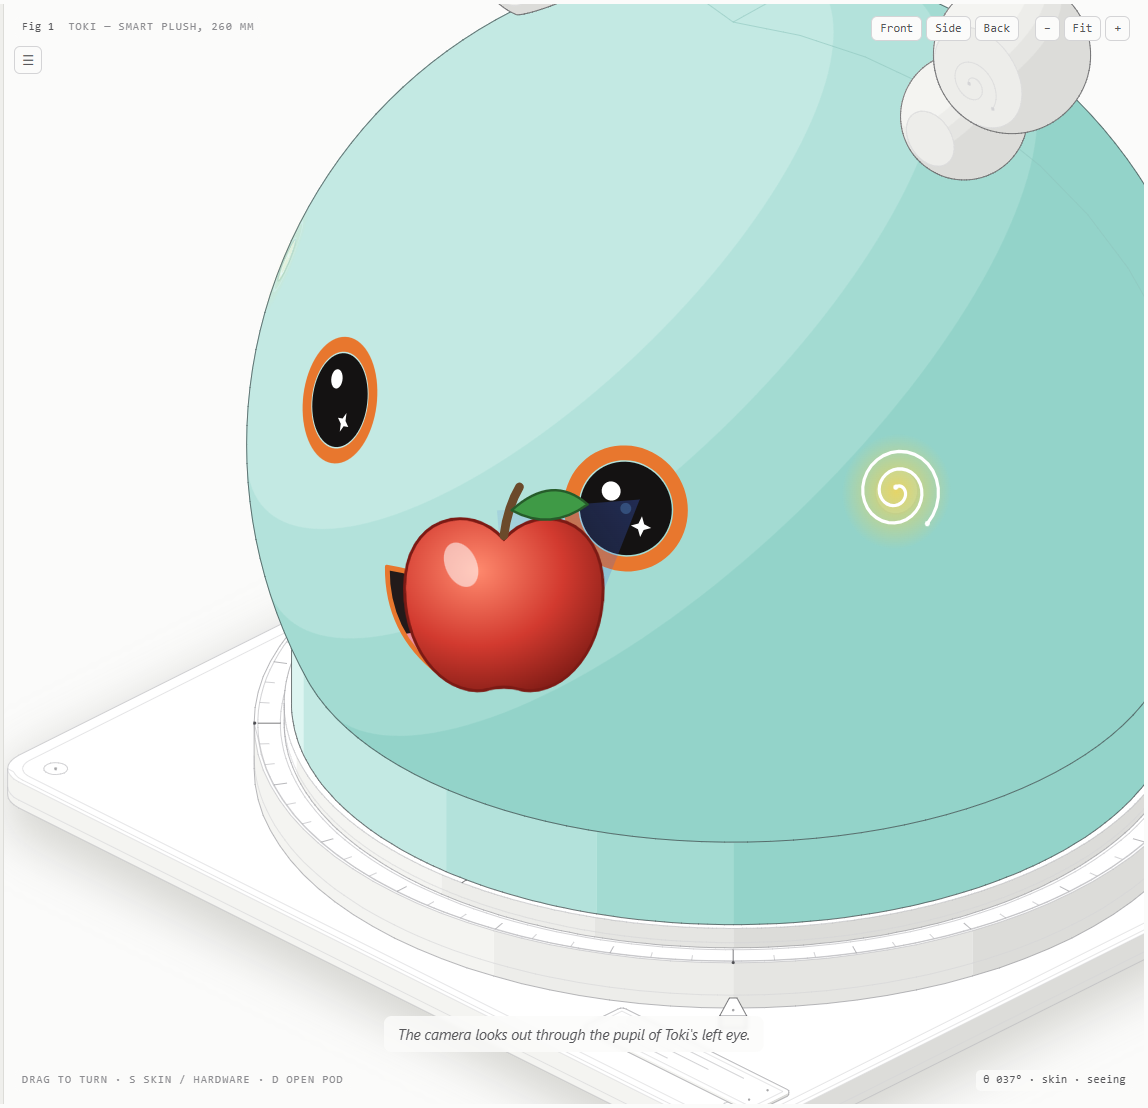 Fig 1 TOKI — SMART PLUSH, 260 MM
Front Side Back − Fit +
The camera looks out through the pupil of Toki's left eye.
DRAG TO TURN · S SKIN / HARDWARE · D OPEN POD
θ 037° · skin · seeing